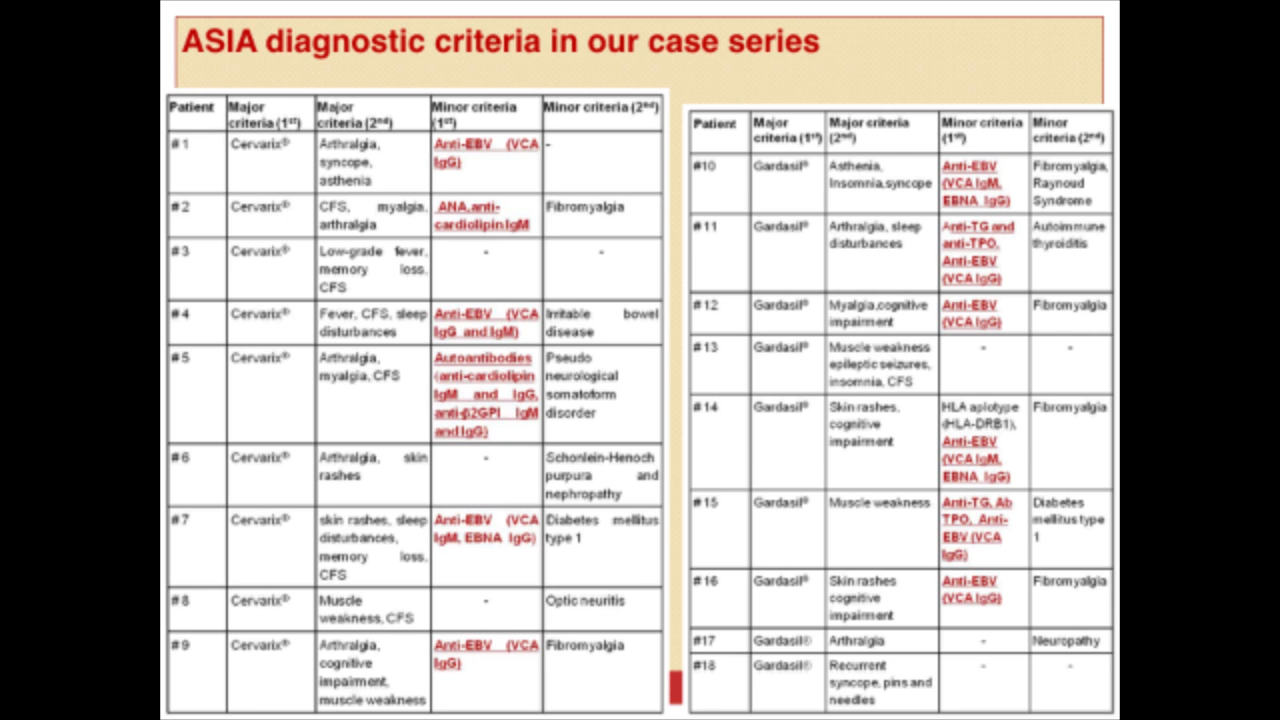 ASIA diagnostic criteria in our case series
Patient | Major criteria (1st) | Major criteria (2nd) | Minor criteria (1st) | Minor criteria (2nd)
#1 | Cervarix® | Arthralgia, syncope, asthenia | Anti-EBV (VCA IgG) | -
#2 | Cervarix® | CFS, myalgia, arthralgia | ANA,anti-cardiolipin IgM | Fibromyalgia
#3 | Cervarix® | Low-grade fever, memory loss, CFS | - | -
#4 | Cervarix® | Fever, CFS, sleep disturbances | Anti-EBV (VCA IgG and IgM) | Irritable bowel disease
#5 | Cervarix® | Arthralgia, myalgia, CFS | Autoantibodies (anti-cardiolipin IgM and IgG, anti-β2GPI IgM and IgG) | Pseudo neurological somatoform disorder
#6 | Cervarix® | Arthralgia, skin rashes | - | Schonlein-Henoch purpura and nephropathy
#7 | Cervarix® | skin rashes, sleep disturbances, memory loss, CFS | Anti-EBV (VCA IgM, EBNA IgG) | Diabetes mellitus type 1
#8 | Cervarix® | Muscle weakness, CFS | - | Optic neuritis
#9 | Cervarix® | Arthralgia, cognitive impairment, muscle weakness | Anti-EBV (VCA IgG) | Fibromyalgia
Patient | Major criteria (1st) | Major criteria (2nd) | Minor criteria (1st) | Minor criteria (2nd)
#10 | Gardasil® | Asthenia, Insomnia,syncope | Anti-EBV (VCA IgM, EBNA IgG) | Fibromyalgia, Raynoud Syndrome
#11 | Gardasil® | Arthralgia, sleep disturbances | Anti-TG and anti-TPO, Anti-EBV (VCA IgG) | Autoimmune thyroiditis
#12 | Gardasil® | Myalgia,cognitive impairment | Anti-EBV (VCA IgG) | Fibromyalgia
#13 | Gardasil® | Muscle weakness epileptic seizures, insomnia, CFS | - | -
#14 | Gardasil® | Skin rashes, cognitive impairment | HLA aplotype (HLA-DRB1), Anti-EBV (VCA IgM, EBNA IgG) | Fibromyalgia
#15 | Gardasil® | Muscle weakness | Anti-TG, Ab TPO, Anti-EBV (VCA IgG) | Diabetes mellitus type 1
#16 | Gardasil® | Skin rashes cognitive impairment | Anti-EBV (VCA IgG) | Fibromyalgia
#17 | Gardasil® | Arthralgia | - | Neuropathy
#18 | Gardasil® | Recurrent syncope, pins and needles | - | -